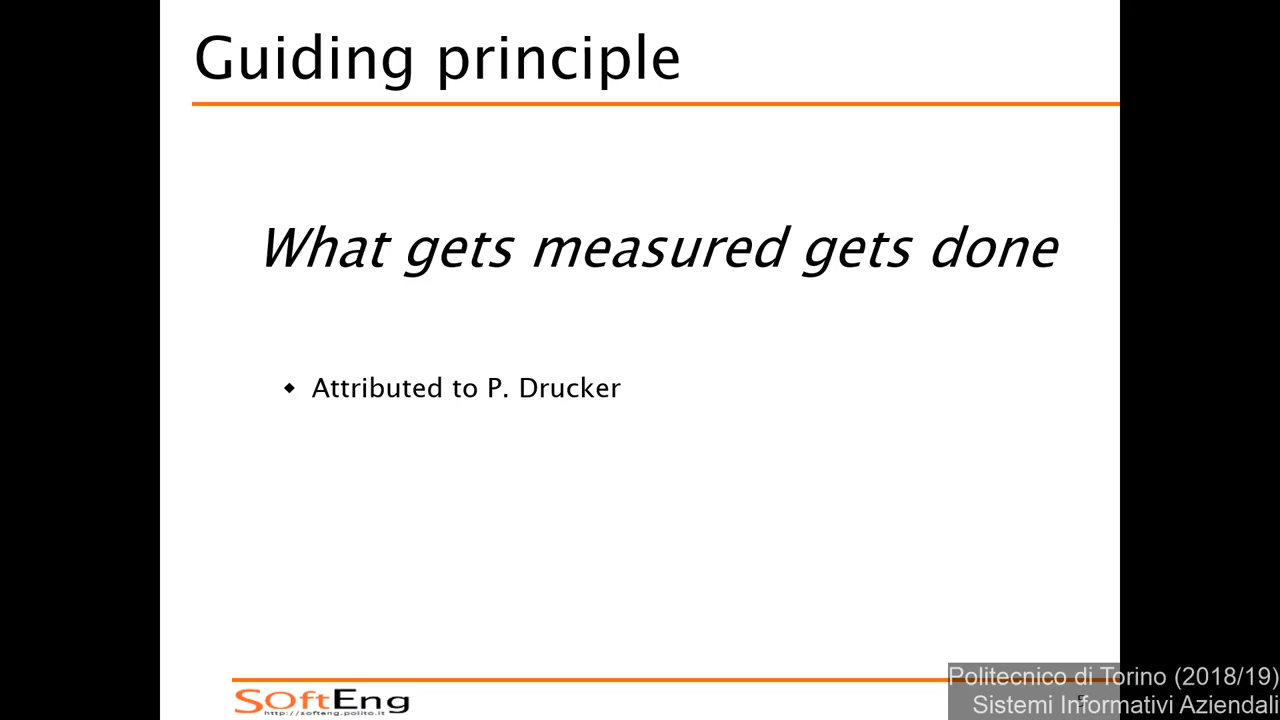 Guiding principle
What gets measured gets done
◆ Attributed to P. Drucker
SoftEng
http://softeng.polito.it
5
Politecnico di Torino (2018/19)
Sistemi Informativi Aziendali